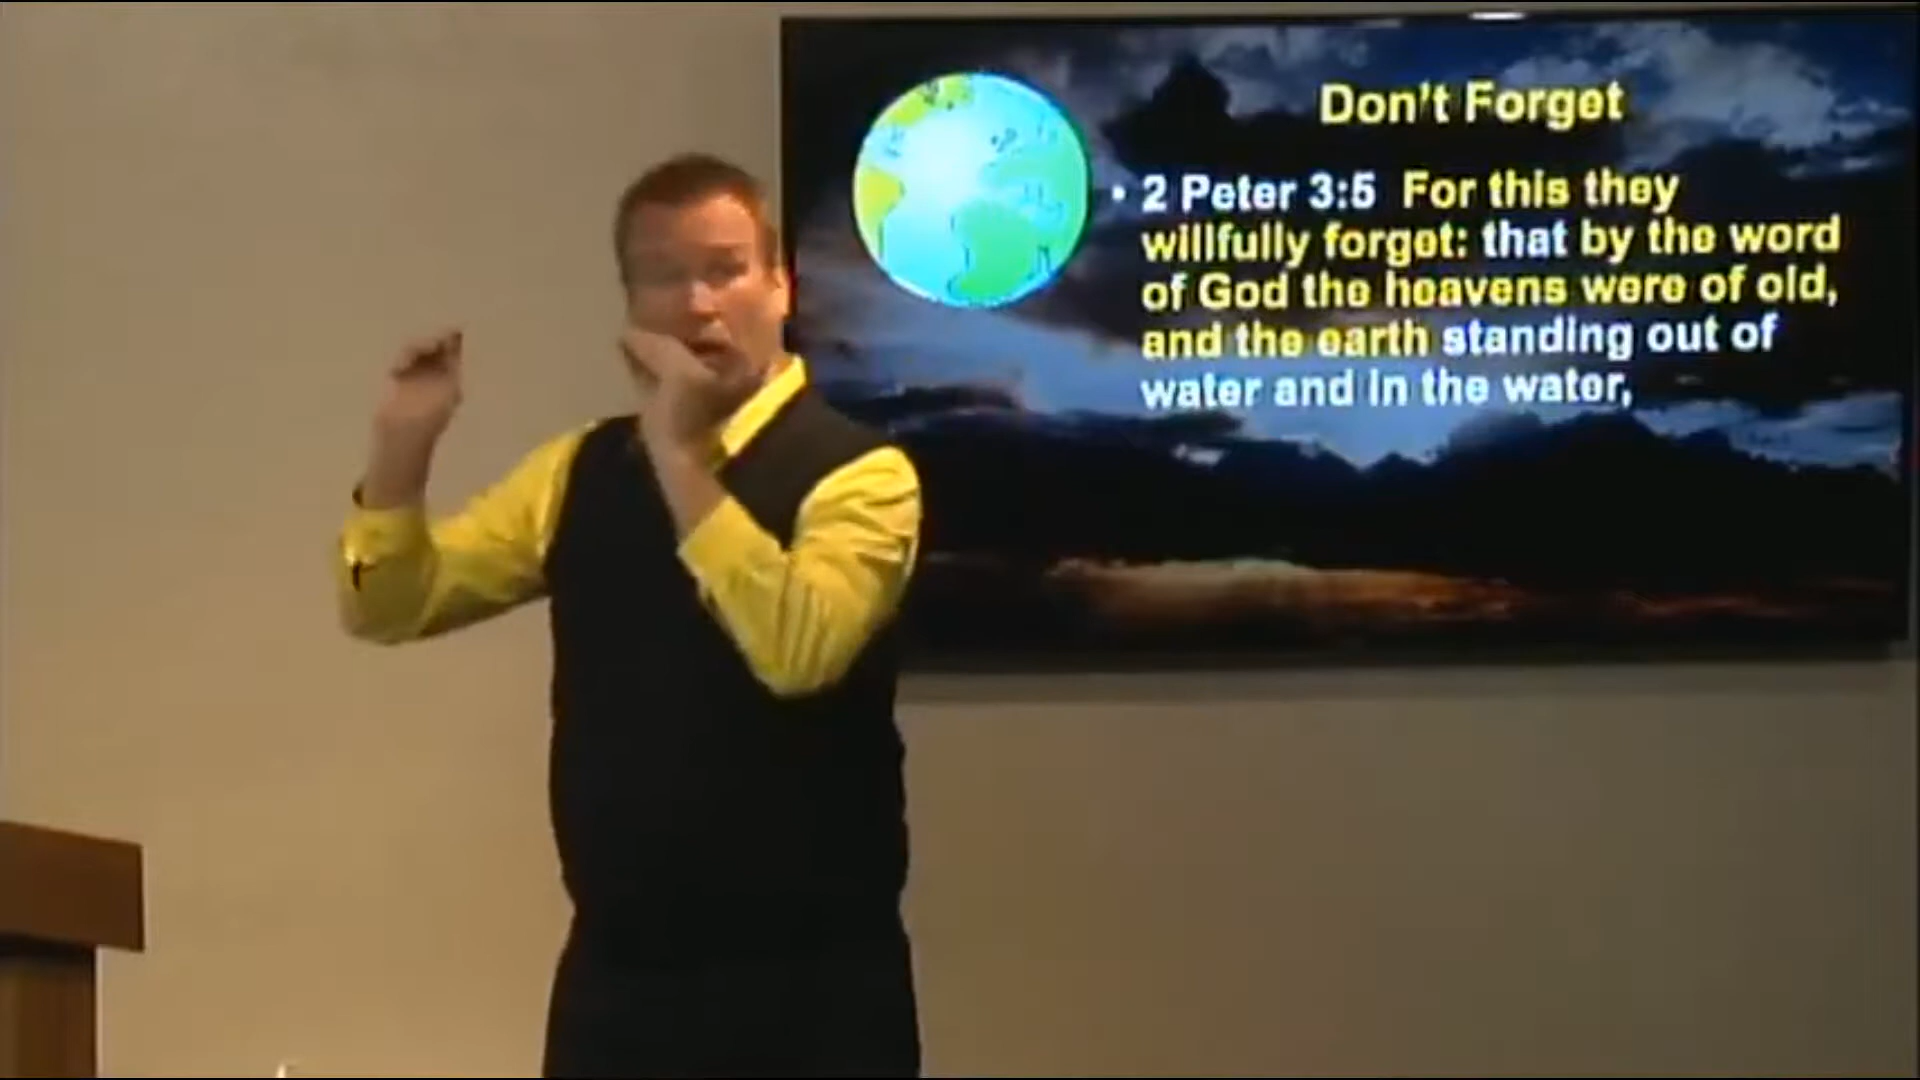 Don't Forget
• 2 Peter 3:5 For this they
willfully forget: that by the word
of God the heavens were of old,
and the earth standing out of
water and in the water,